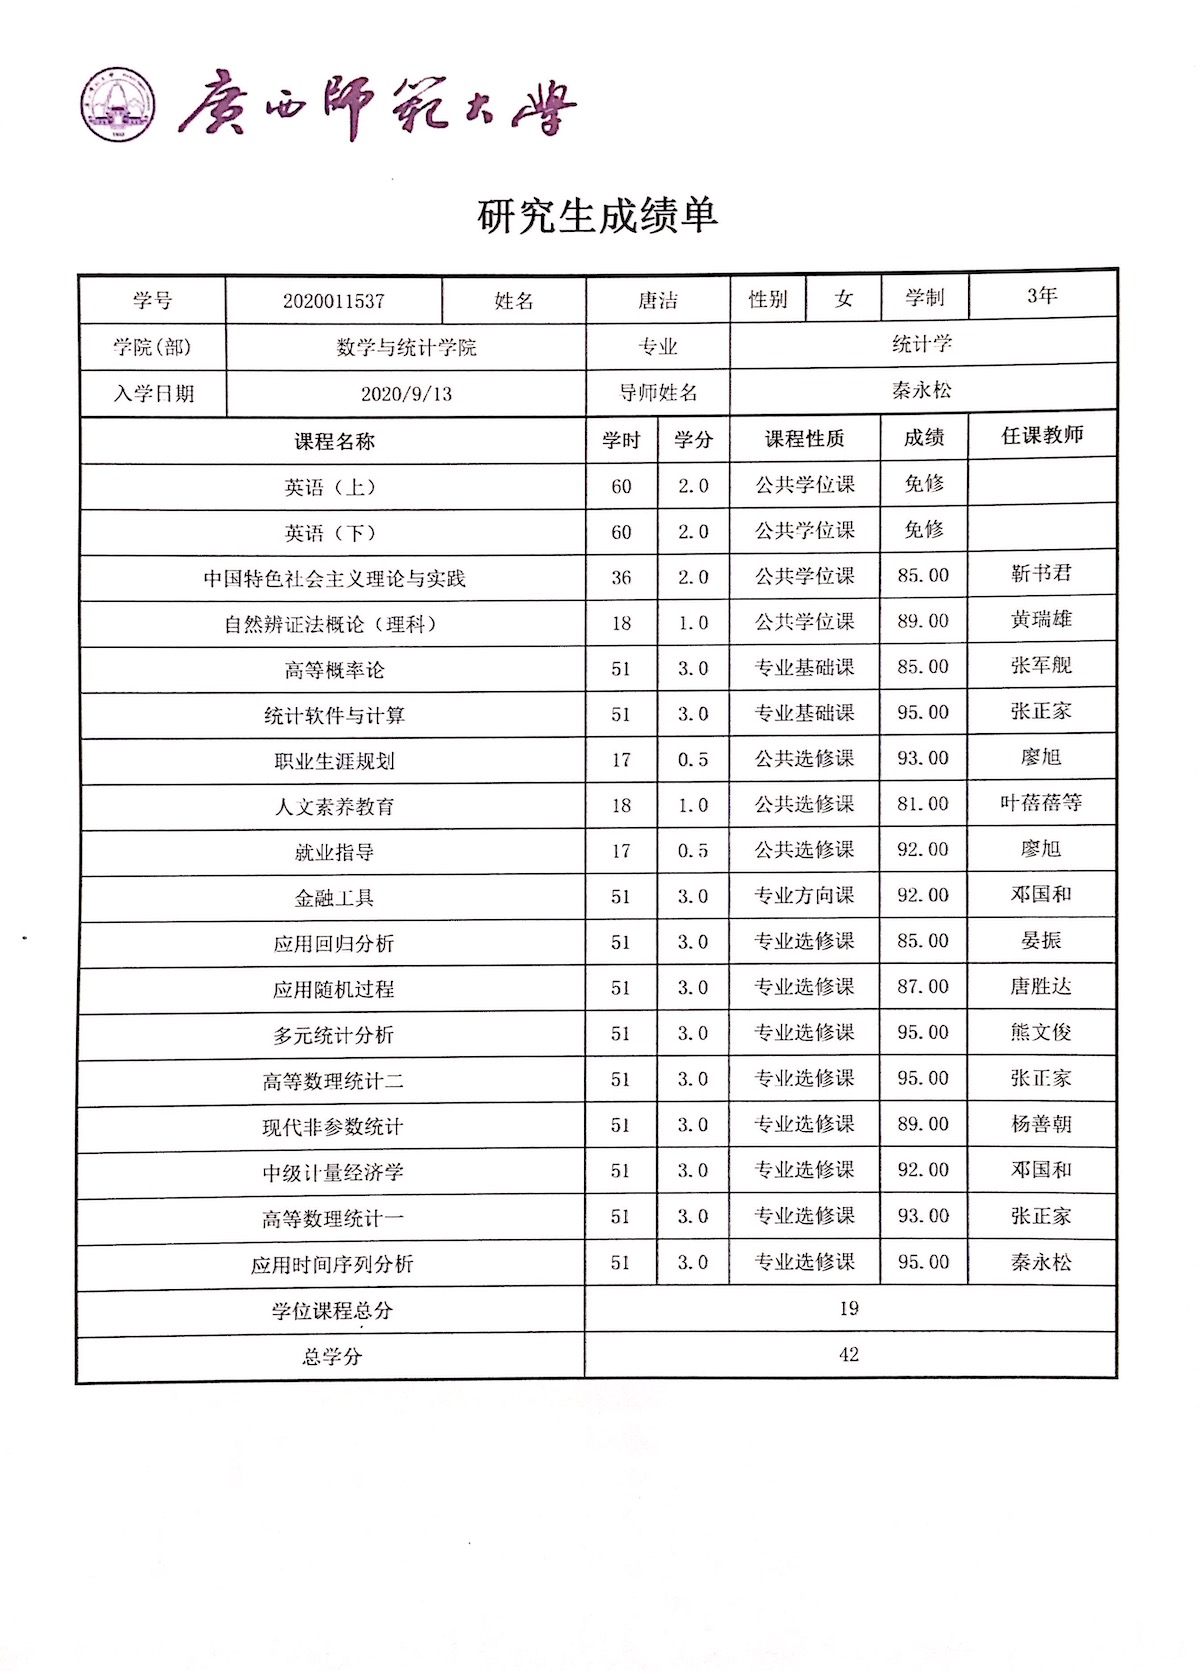 廣西師範大學
研究生成绩单
学号 2020011537 姓名 唐洁 性别 女 学制 3年
学院(部) 数学与统计学院 专业 统计学
入学日期 2020/9/13 导师姓名 秦永松
课程名称 学时 学分 课程性质 成绩 任课教师
英语（上） 60 2.0 公共学位课 免修
英语（下） 60 2.0 公共学位课 免修
中国特色社会主义理论与实践 36 2.0 公共学位课 85.00 靳书君
自然辨证法概论（理科） 18 1.0 公共学位课 89.00 黄瑞雄
高等概率论 51 3.0 专业基础课 85.00 张军舰
统计软件与计算 51 3.0 专业基础课 95.00 张正家
职业生涯规划 17 0.5 公共选修课 93.00 廖旭
人文素养教育 18 1.0 公共选修课 81.00 叶蓓蓓等
就业指导 17 0.5 公共选修课 92.00 廖旭
金融工具 51 3.0 专业方向课 92.00 邓国和
应用回归分析 51 3.0 专业选修课 85.00 晏振
应用随机过程 51 3.0 专业选修课 87.00 唐胜达
多元统计分析 51 3.0 专业选修课 95.00 熊文俊
高等数理统计二 51 3.0 专业选修课 95.00 张正家
现代非参数统计 51 3.0 专业选修课 89.00 杨善朝
中级计量经济学 51 3.0 专业选修课 92.00 邓国和
高等数理统计一 51 3.0 专业选修课 93.00 张正家
应用时间序列分析 51 3.0 专业选修课 95.00 秦永松
学位课程总分 19
总学分 42